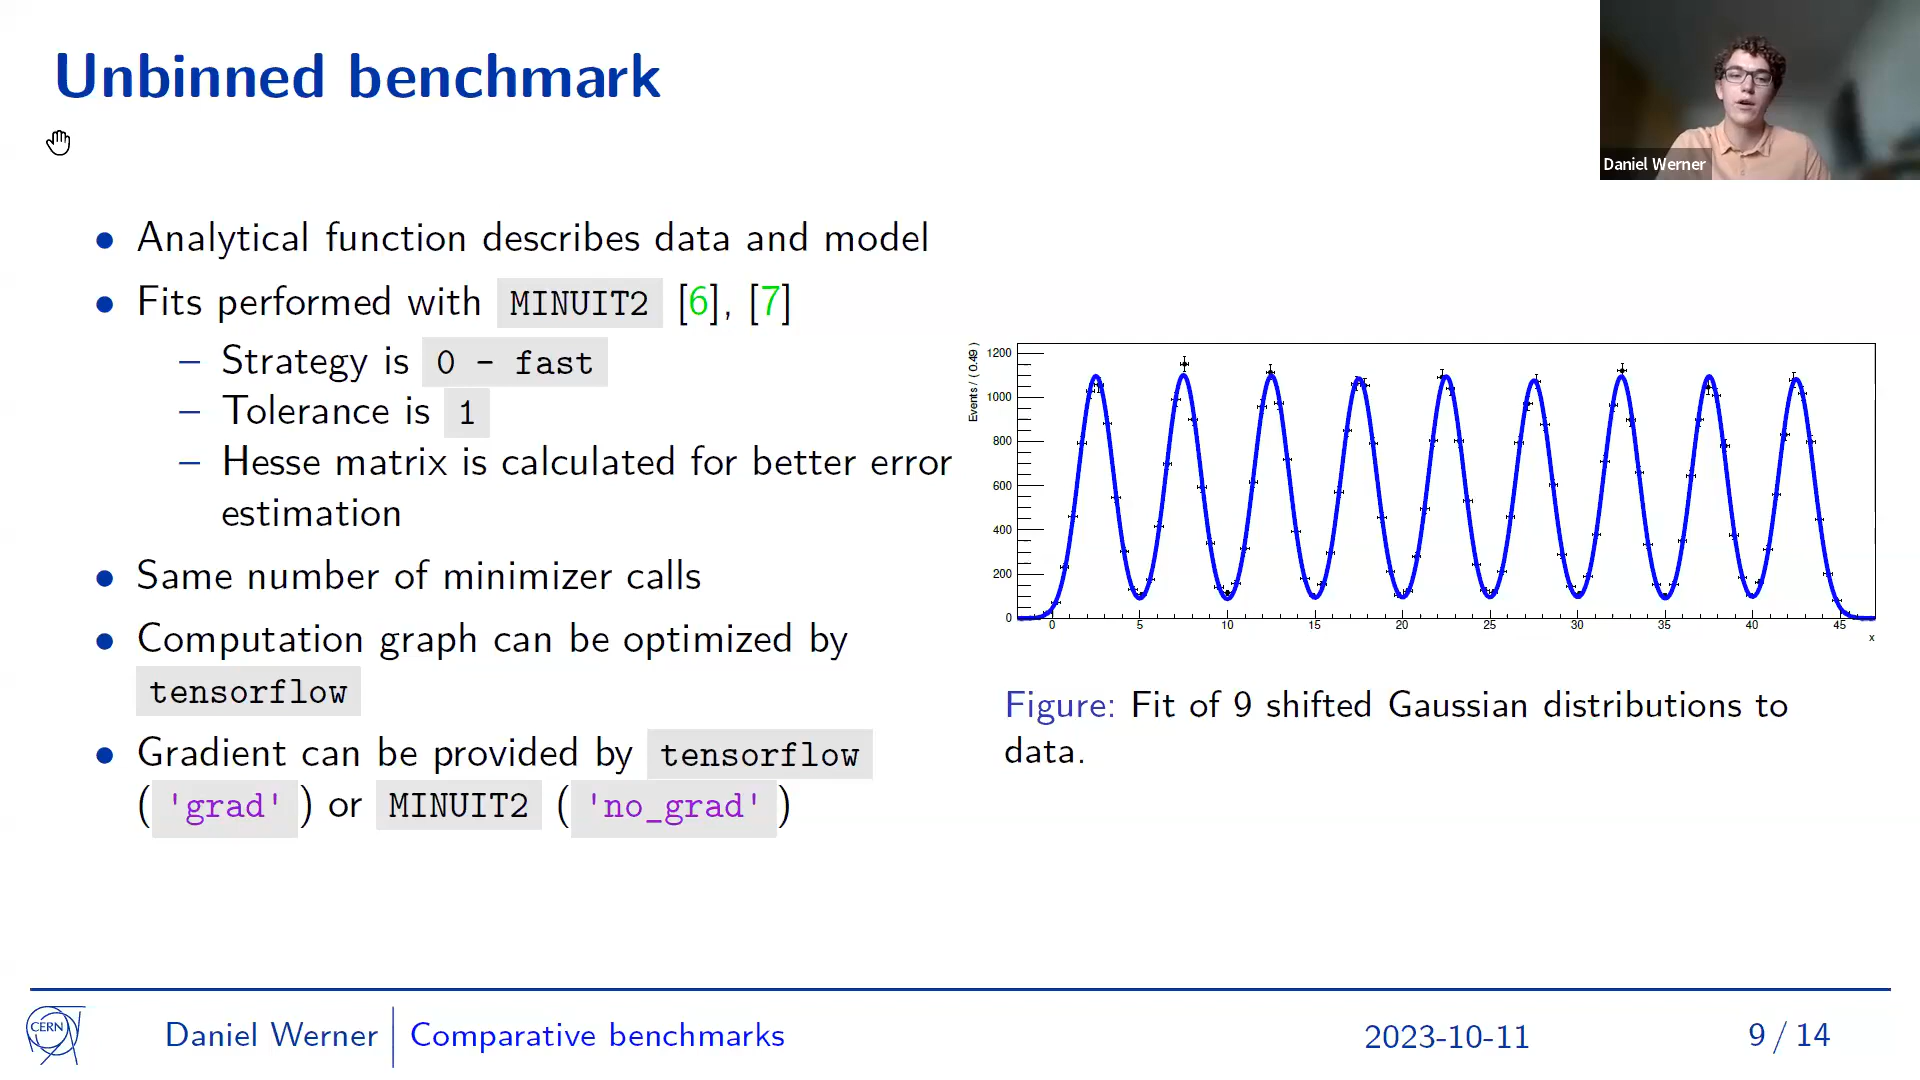 Unbinned benchmark
Daniel Werner
• Analytical function describes data and model
• Fits performed with MINUIT2 [6], [7]
– Strategy is 0 - fast
– Tolerance is 1
– Hesse matrix is calculated for better error
estimation
• Same number of minimizer calls
• Computation graph can be optimized by
tensorflow
• Gradient can be provided by tensorflow
( 'grad' ) or MINUIT2 ( 'no_grad' )
Events / ( 0.49 )
1200
1000
800
600
400
200
0
0 5 10 15 20 25 30 35 40 45
x
Figure: Fit of 9 shifted Gaussian distributions to
data.
CERN
Daniel Werner
Comparative benchmarks
2023-10-11
9 / 14